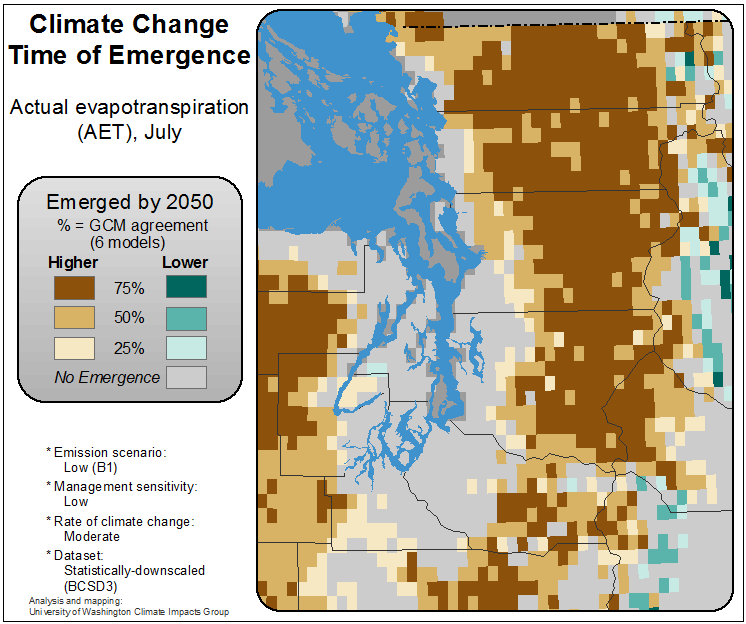 Climate Change
Time of Emergence
Actual evapotranspiration
(AET), July
Emerged by 2050
% = GCM agreement
(6 models)
Higher Lower
75%
50%
25%
No Emergence
* Emission scenario:
Low (B1)
* Management sensitivity:
Low
* Rate of climate change:
Moderate
* Dataset:
Statistically-downscaled
(BCSD3)
Analysis and mapping:
University of Washington Climate Impacts Group